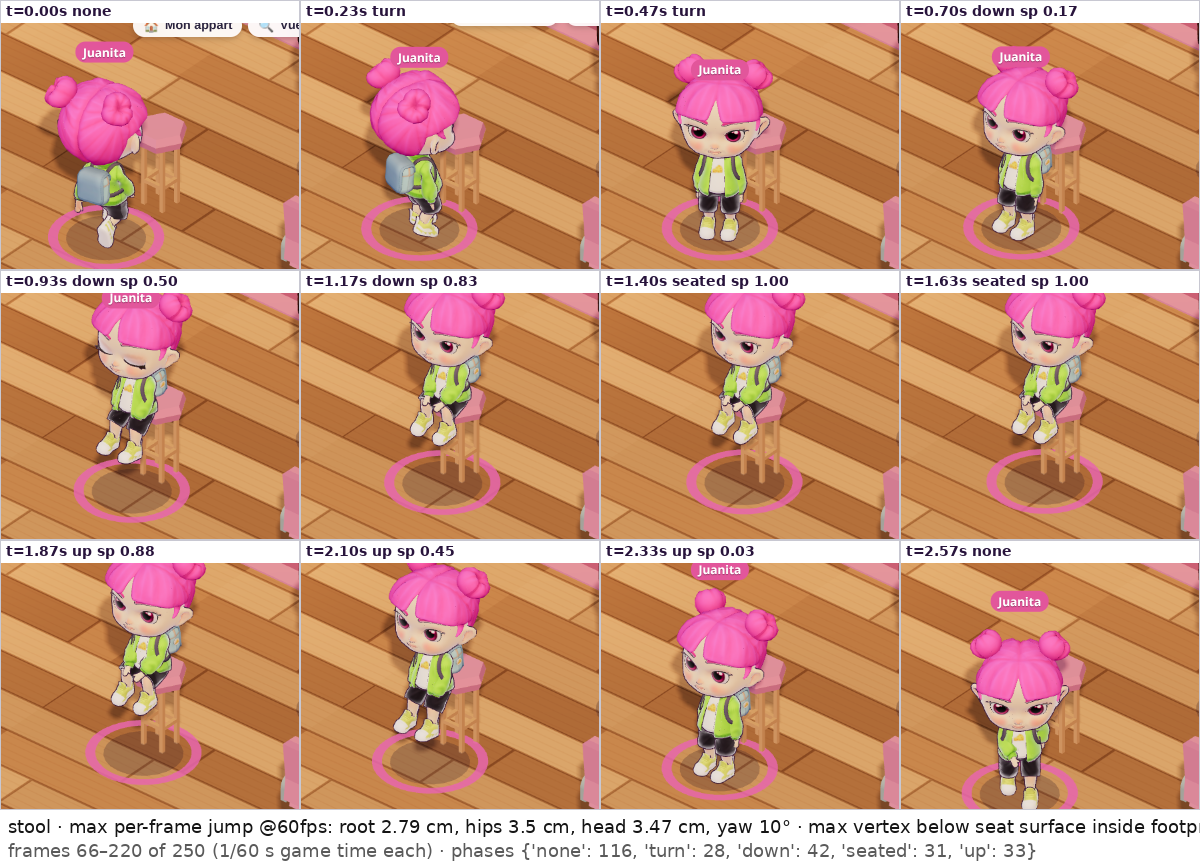 t=0.00s none
t=0.23s turn
t=0.47s turn
t=0.70s down sp 0.17
Mon appart
Vue
Juanita
Juanita
Juanita
Juanita
t=0.93s down sp 0.50
t=1.17s down sp 0.83
t=1.40s seated sp 1.00
t=1.63s seated sp 1.00
Juanita
t=1.87s up sp 0.88
t=2.10s up sp 0.45
t=2.33s up sp 0.03
t=2.57s none
Juanita
Juanita
stool · max per-frame jump @60fps: root 2.79 cm, hips 3.5 cm, head 3.47 cm, yaw 10° · max vertex below seat surface inside footpr
frames 66–220 of 250 (1/60 s game time each) · phases {'none': 116, 'turn': 28, 'down': 42, 'seated': 31, 'up': 33}